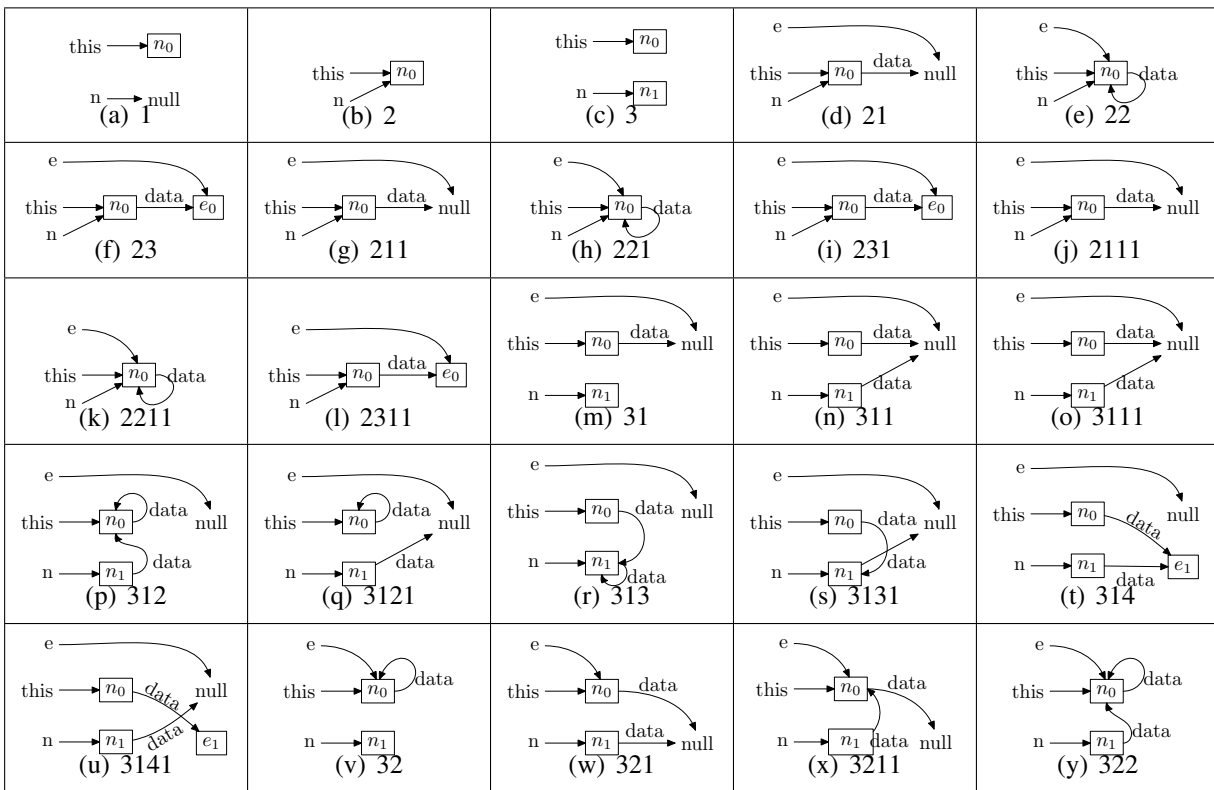 this n₀
n null
(a) 1
this n₀
n
(b) 2
this n₀
n n₁
(c) 3
e
this n₀ data null
n
(d) 21
e
this n₀ data
n
(e) 22
e
this n₀ data e₀
n
(f) 23
e
this n₀ data null
n
(g) 211
e
this n₀ data
n
(h) 221
e
this n₀ data e₀
n
(i) 231
e
this n₀ data null
n
(j) 2111
e
this n₀ data
n
(k) 2211
e
this n₀ data e₀
n
(l) 2311
e
this n₀ data null
n n₁
(m) 31
e
this n₀ data null
n n₁ data
(n) 311
e
this n₀ data null
n n₁ data
(o) 3111
e
this n₀ data null
n n₁ data
(p) 312
e
this n₀ data null
n n₁ data
(q) 3121
e
this n₀ data null
n n₁ data
(r) 313
e
this n₀ data null
n n₁ data
(s) 3131
e
this n₀ data null
n n₁ data e₁
(t) 314
e
this n₀ data null
n n₁ data e₁
(u) 3141
e
this n₀ data
n n₁
(v) 32
e
this n₀ data
n n₁ data null
(w) 321
e
this n₀ data
n n₁ data null
(x) 3211
e
this n₀ data
n n₁ data
(y) 322